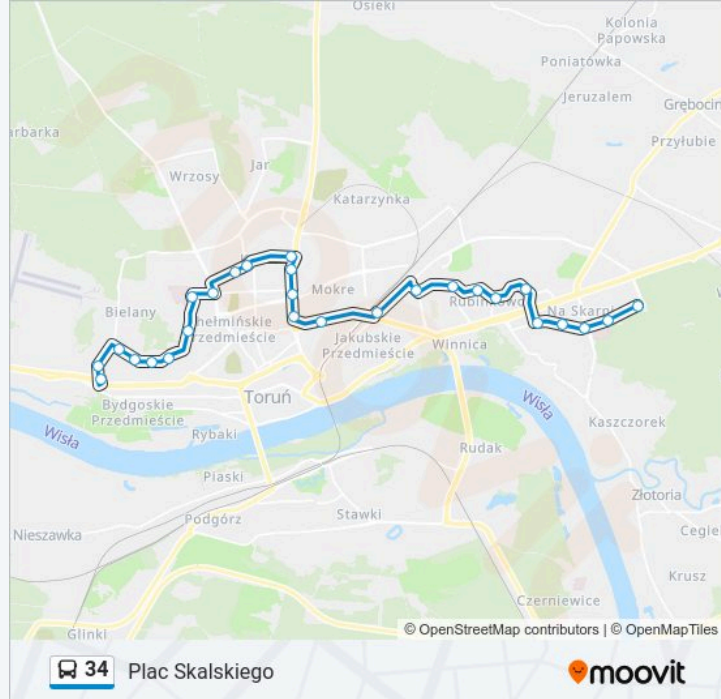 Osieki
Kolonia
Papowska
Poniatówka
Jeruzalem
Grębocin
arbarka
Przyłubie
Jar
Wrzosy
Katarzynka
Mokre
Bielany
Rubinkowo
Na Skarpie
hełmińskie
rzedmieście
Jakubskie
Przedmieście
Winnica
Toruń
Bydgoskie
Przedmieście
Wisła
Wisła
Rybaki
Kaszczorek
Rudak
Piaski
Złotoria
Podgórz
Stawki
Nieszawka
Cegiel
Krusz
Czerniewice
Glinki
© OpenStreetMap contributors | © OpenMapTiles
34 Plac Skalskiego
moovit